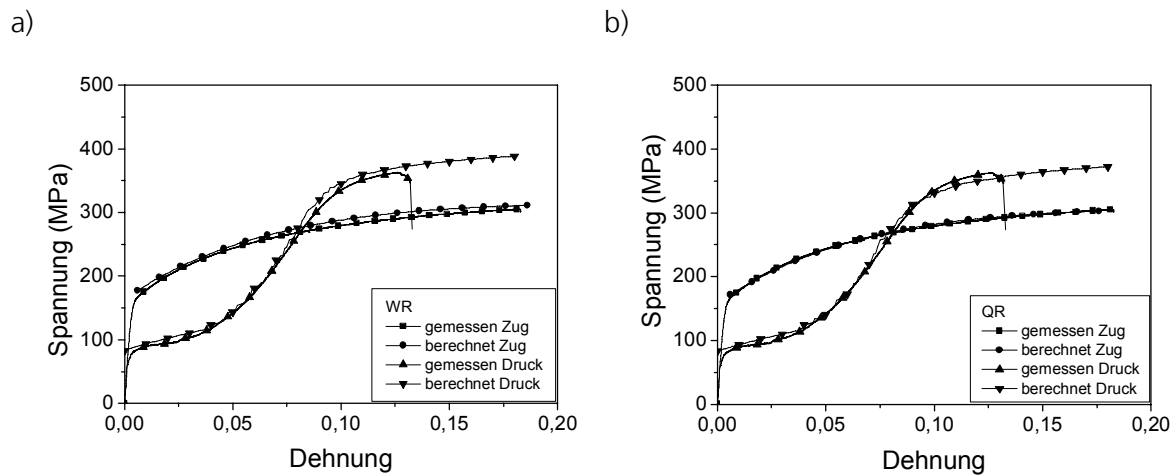 a)
500
400
300
200
100
0
Spannung (MPa)
0,00
0,05
0,10
0,15
0,20
Dehnung
WR
gemessen Zug
berechnet Zug
gemessen Druck
berechnet Druck
b)
500
400
300
200
100
0
Spannung (MPa)
0,00
0,05
0,10
0,15
0,20
Dehnung
QR
gemessen Zug
berechnet Zug
gemessen Druck
berechnet Druck